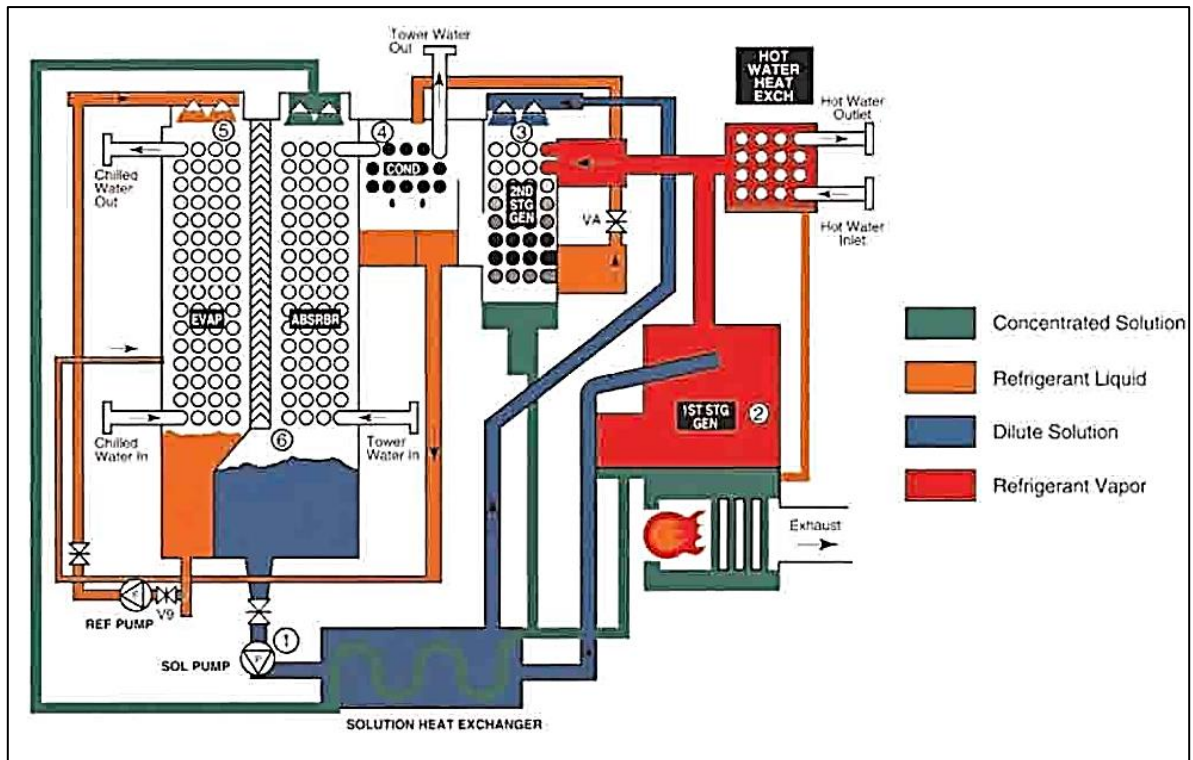 Tower Water
Out
HOT
WATER
HEAT
EXCH
Hot Water
Outlet
Hot Water
Inlet
5
4
3
COND
2ND
STG
GEN
VA
Chilled
Water
Out
EVAP
ABSRBR
1ST STG
GEN
2
Chilled
Water In
6
Tower
Water In
Exhaust
Concentrated Solution
Refrigerant Liquid
Dilute Solution
Refrigerant Vapor
REF PUMP
V9
P
1
SOL PUMP
P
SOLUTION HEAT EXCHANGER